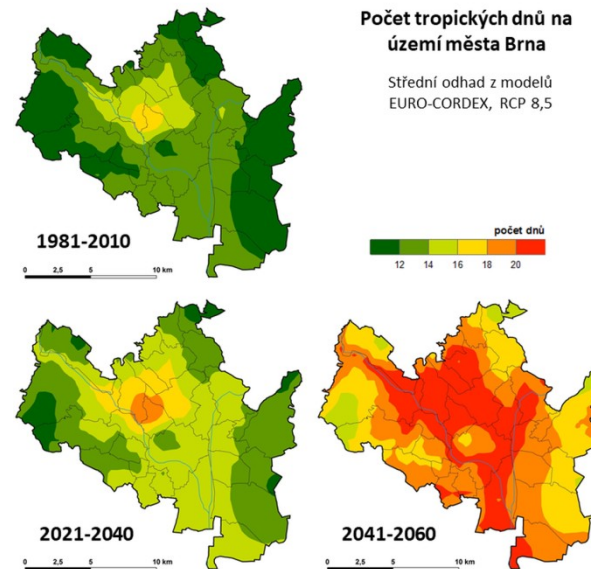 Počet tropických dnů na
území města Brna
Střední odhad z modelů
EURO-CORDEX, RCP 8,5
1981-2010
0 2,5 5 10 km
počet dnů
12 14 16 18 20
2021-2040
0 2,5 5 10 km
2041-2060
0 2,5 5 10 km